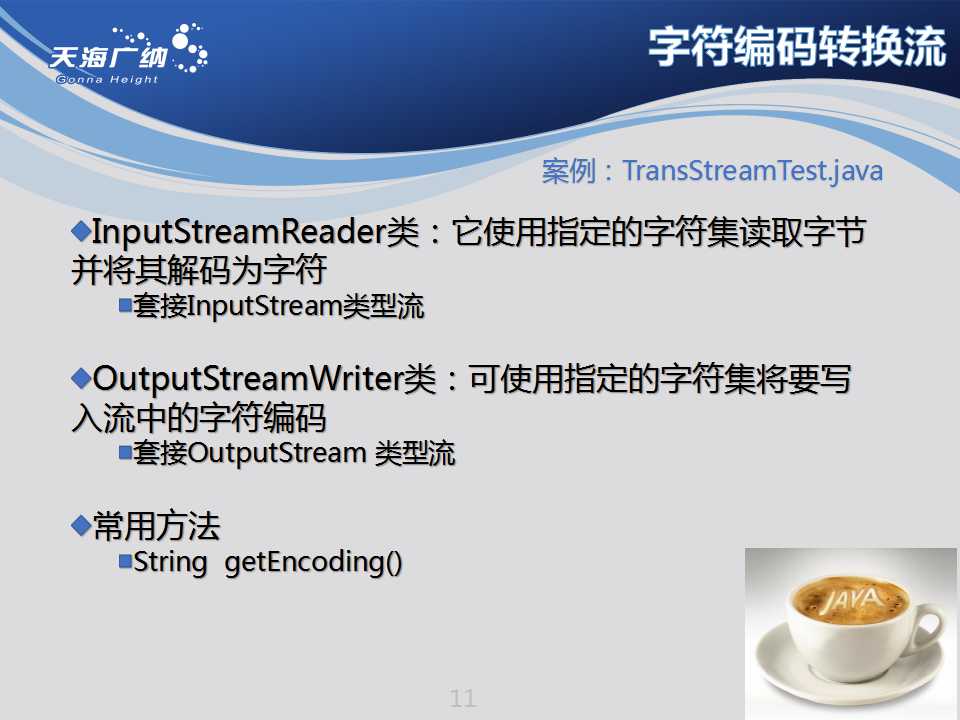 天海广纳
Gonna Height
字符编码转换流
案例：TransStreamTest.java
InputStreamReader类：它使用指定的字符集读取字节
并将其解码为字符
套接InputStream类型流
OutputStreamWriter类：可使用指定的字符集将要写
入流中的字符编码
套接OutputStream 类型流
常用方法
String  getEncoding()
JAVA
11